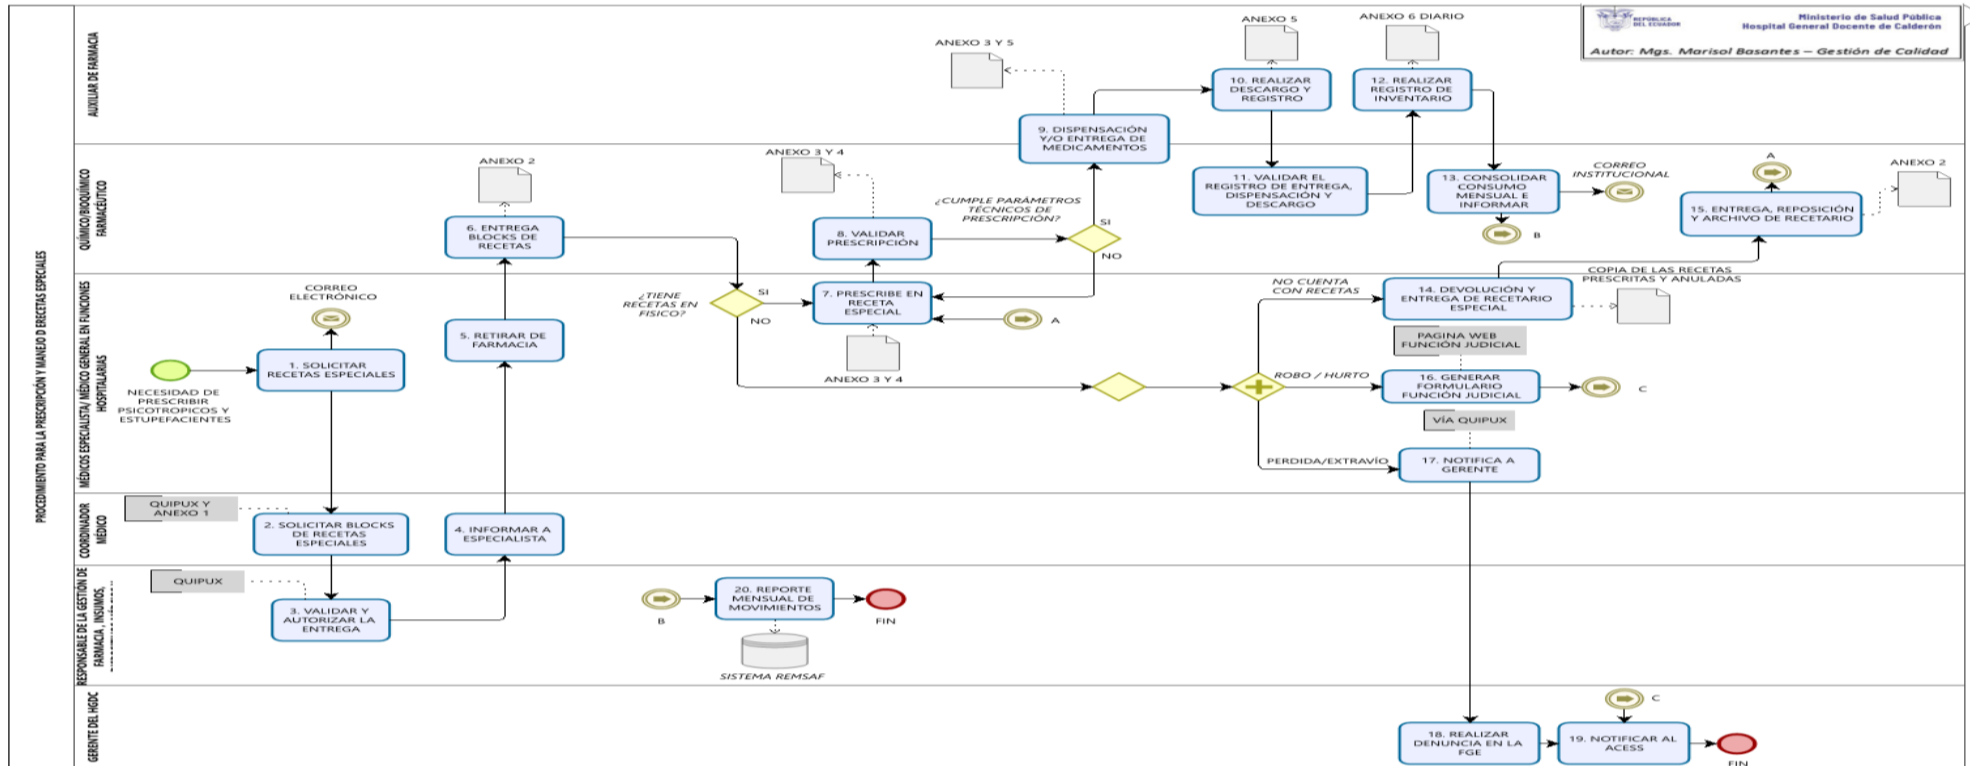 PROCEDIMIENTO PARA LA PRESCRIPCIÓN Y MANEJO D ERECETAS ESPECIALES
REPÚBLICA
DEL ECUADOR
Ministerio de Salud Pública
Hospital General Docente de Calderón
Autor: Mgs. Marisol Basantes – Gestión de Calidad
AUXILIAR DE FARMACIA
ANEXO 3 Y 5
ANEXO 5
ANEXO 6 DIARIO
9. DISPENSACIÓN
Y/O ENTREGA DE
MEDICAMENTOS
10. REALIZAR
DESCARGO Y
REGISTRO
12. REALIZAR
REGISTRO DE
INVENTARIO
QUÍMICO/BIOQUÍMICO
FARMACÉUTICO
ANEXO 2
6. ENTREGA
BLOCKS DE
RECETAS
ANEXO 3 Y 4
8. VALIDAR
PRESCRIPCIÓN
¿CUMPLE PARÁMETROS
TÉCNICOS DE
PRESCRIPCIÓN?
SI
NO
11. VALIDAR EL
REGISTRO DE ENTREGA,
DISPENSACIÓN Y
DESCARGO
13. CONSOLIDAR
CONSUMO
MENSUAL E
INFORMAR
CORREO
INSTITUCIONAL
B
A
15. ENTREGA, REPOSICIÓN
Y ARCHIVO DE RECETARIO
ANEXO 2
MÉDICOS ESPECIALISTA/ MÉDICO GENERAL EN FUNCIONES
HOSPITALARIAS
NECESIDAD DE
PRESCRIBIR
PSICOTROPICOS Y
ESTUPEFACIENTES
CORREO
ELECTRÓNICO
1. SOLICITAR
RECETAS ESPECIALES
5. RETIRAR DE
FARMACIA
¿TIENE
RECETAS EN
FISICO?
SI
NO
7. PRESCRIBE EN
RECETA
ESPECIAL
A
ANEXO 3 Y 4
NO CUENTA
CON RECETAS
14. DEVOLUCIÓN Y
ENTREGA DE RECETARIO
ESPECIAL
COPIA DE LAS RECETAS
PRESCRITAS Y ANULADAS
PAGINA WEB
FUNCIÓN JUDICIAL
ROBO / HURTO
16. GENERAR
FORMULARIO
FUNCIÓN JUDICIAL
C
VÍA QUIPUX
PERDIDA/EXTRAVÍO
17. NOTIFICA A
GERENTE
COORDINADOR
MÉDICO
QUIPUX Y
ANEXO 1
2. SOLICITAR BLOCKS
DE RECETAS
ESPECIALES
4. INFORMAR A
ESPECIALISTA
RESPONSABLE DE LA GESTIÓN DE
FARMACIA , INSUMOS,
QUIPUX
3. VALIDAR Y
AUTORIZAR LA
ENTREGA
B
20. REPORTE
MENSUAL DE
MOVIMIENTOS
FIN
SISTEMA REMSAF
GERENTE DEL HGDC
18. REALIZAR
DENUNCIA EN LA
FGE
C
19. NOTIFICAR AL
ACESS
FIN